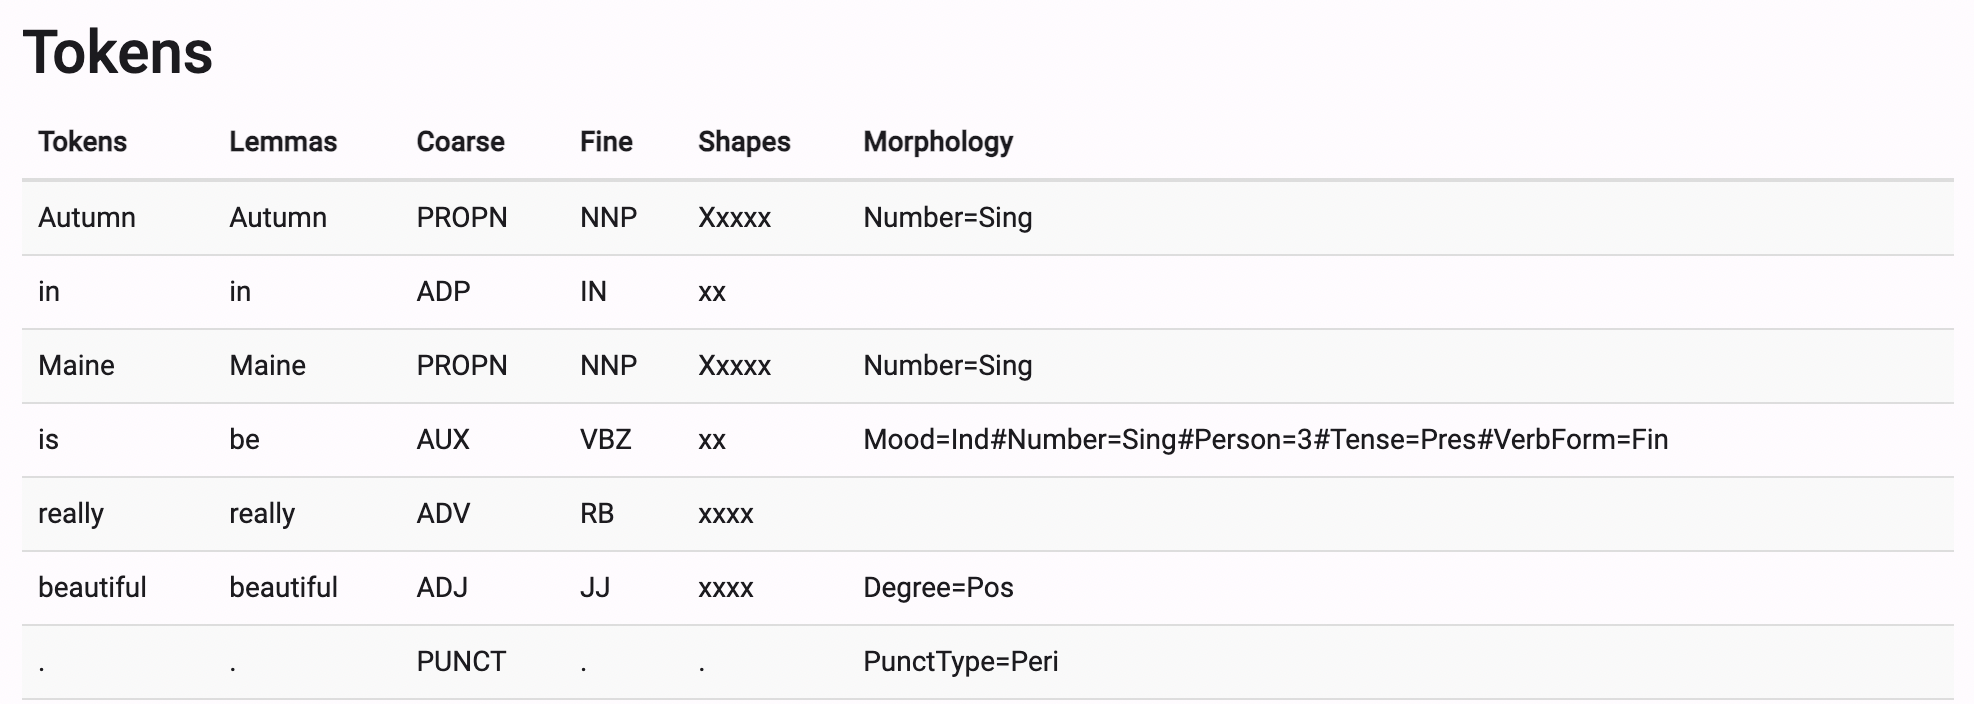 Tokens
Tokens Lemmas Coarse Fine Shapes Morphology
Autumn Autumn PROPN NNP Xxxxx Number=Sing
in in ADP IN xx
Maine Maine PROPN NNP Xxxxx Number=Sing
is be AUX VBZ xx Mood=Ind#Number=Sing#Person=3#Tense=Pres#VerbForm=Fin
really really ADV RB xxxx
beautiful beautiful ADJ JJ xxxx Degree=Pos
. . PUNCT . . PunctType=Peri